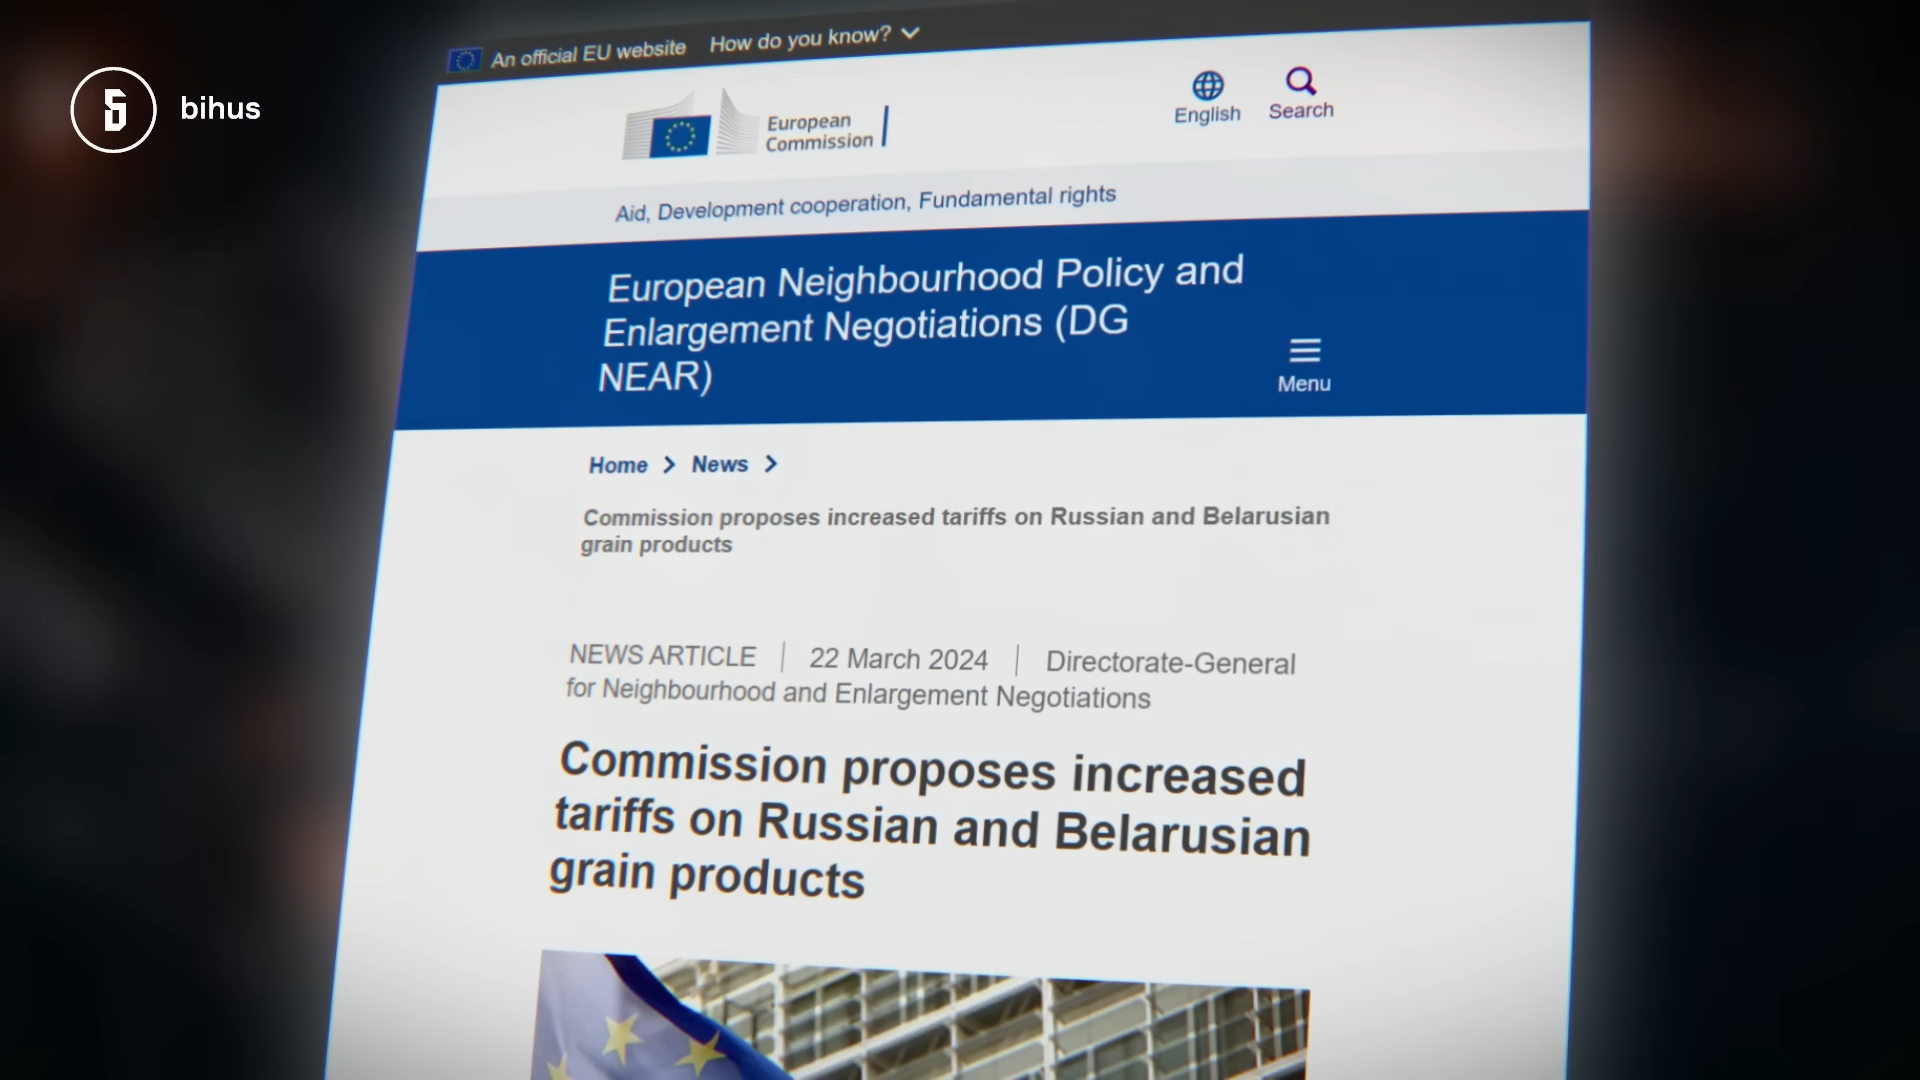 An official EU website How do you know?
bihus
European
Commission
English Search
Aid, Development cooperation, Fundamental rights
European Neighbourhood Policy and
Enlargement Negotiations (DG
NEAR)
Menu
Home News
Commission proposes increased tariffs on Russian and Belarusian
grain products
NEWS ARTICLE 22 March 2024 Directorate-General
for Neighbourhood and Enlargement Negotiations
Commission proposes increased
tariffs on Russian and Belarusian
grain products